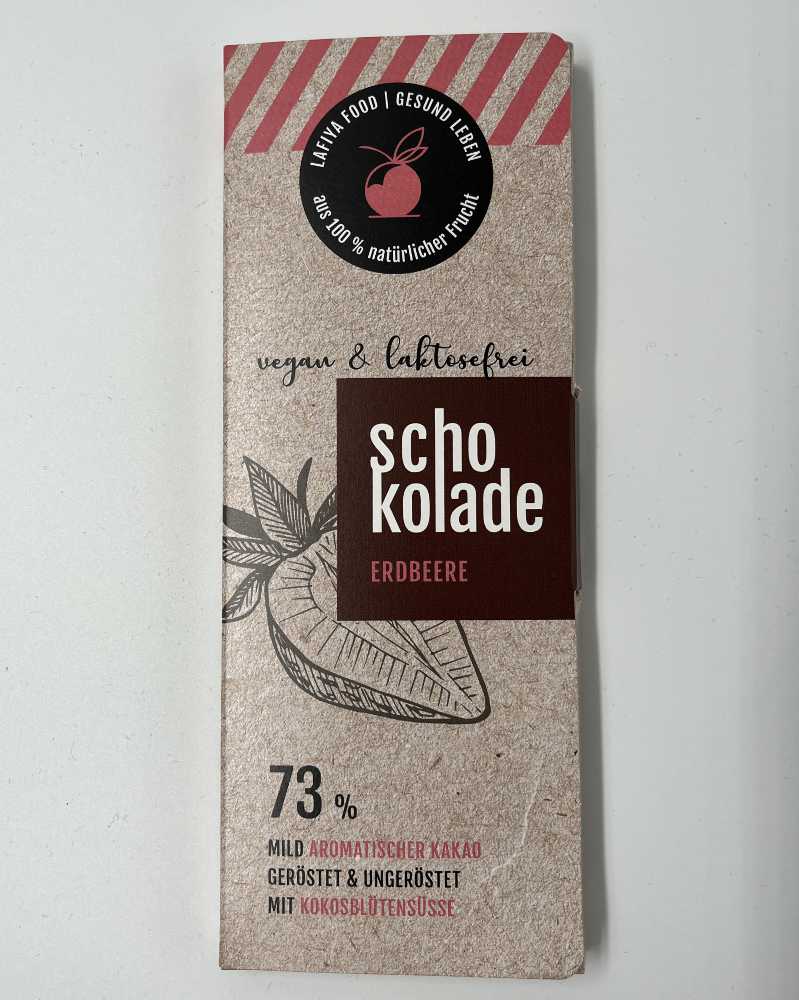 LAFIYA FOOD | GESUND LEBEN
aus 100 % natürlicher Frucht
vegan & laktosefrei
scho
kolade
ERDBEERE
73 %
MILD AROMATISCHER KAKAO
GERÖSTET & UNGERÖSTET
MIT KOKOSBLÜTENSÜSSE